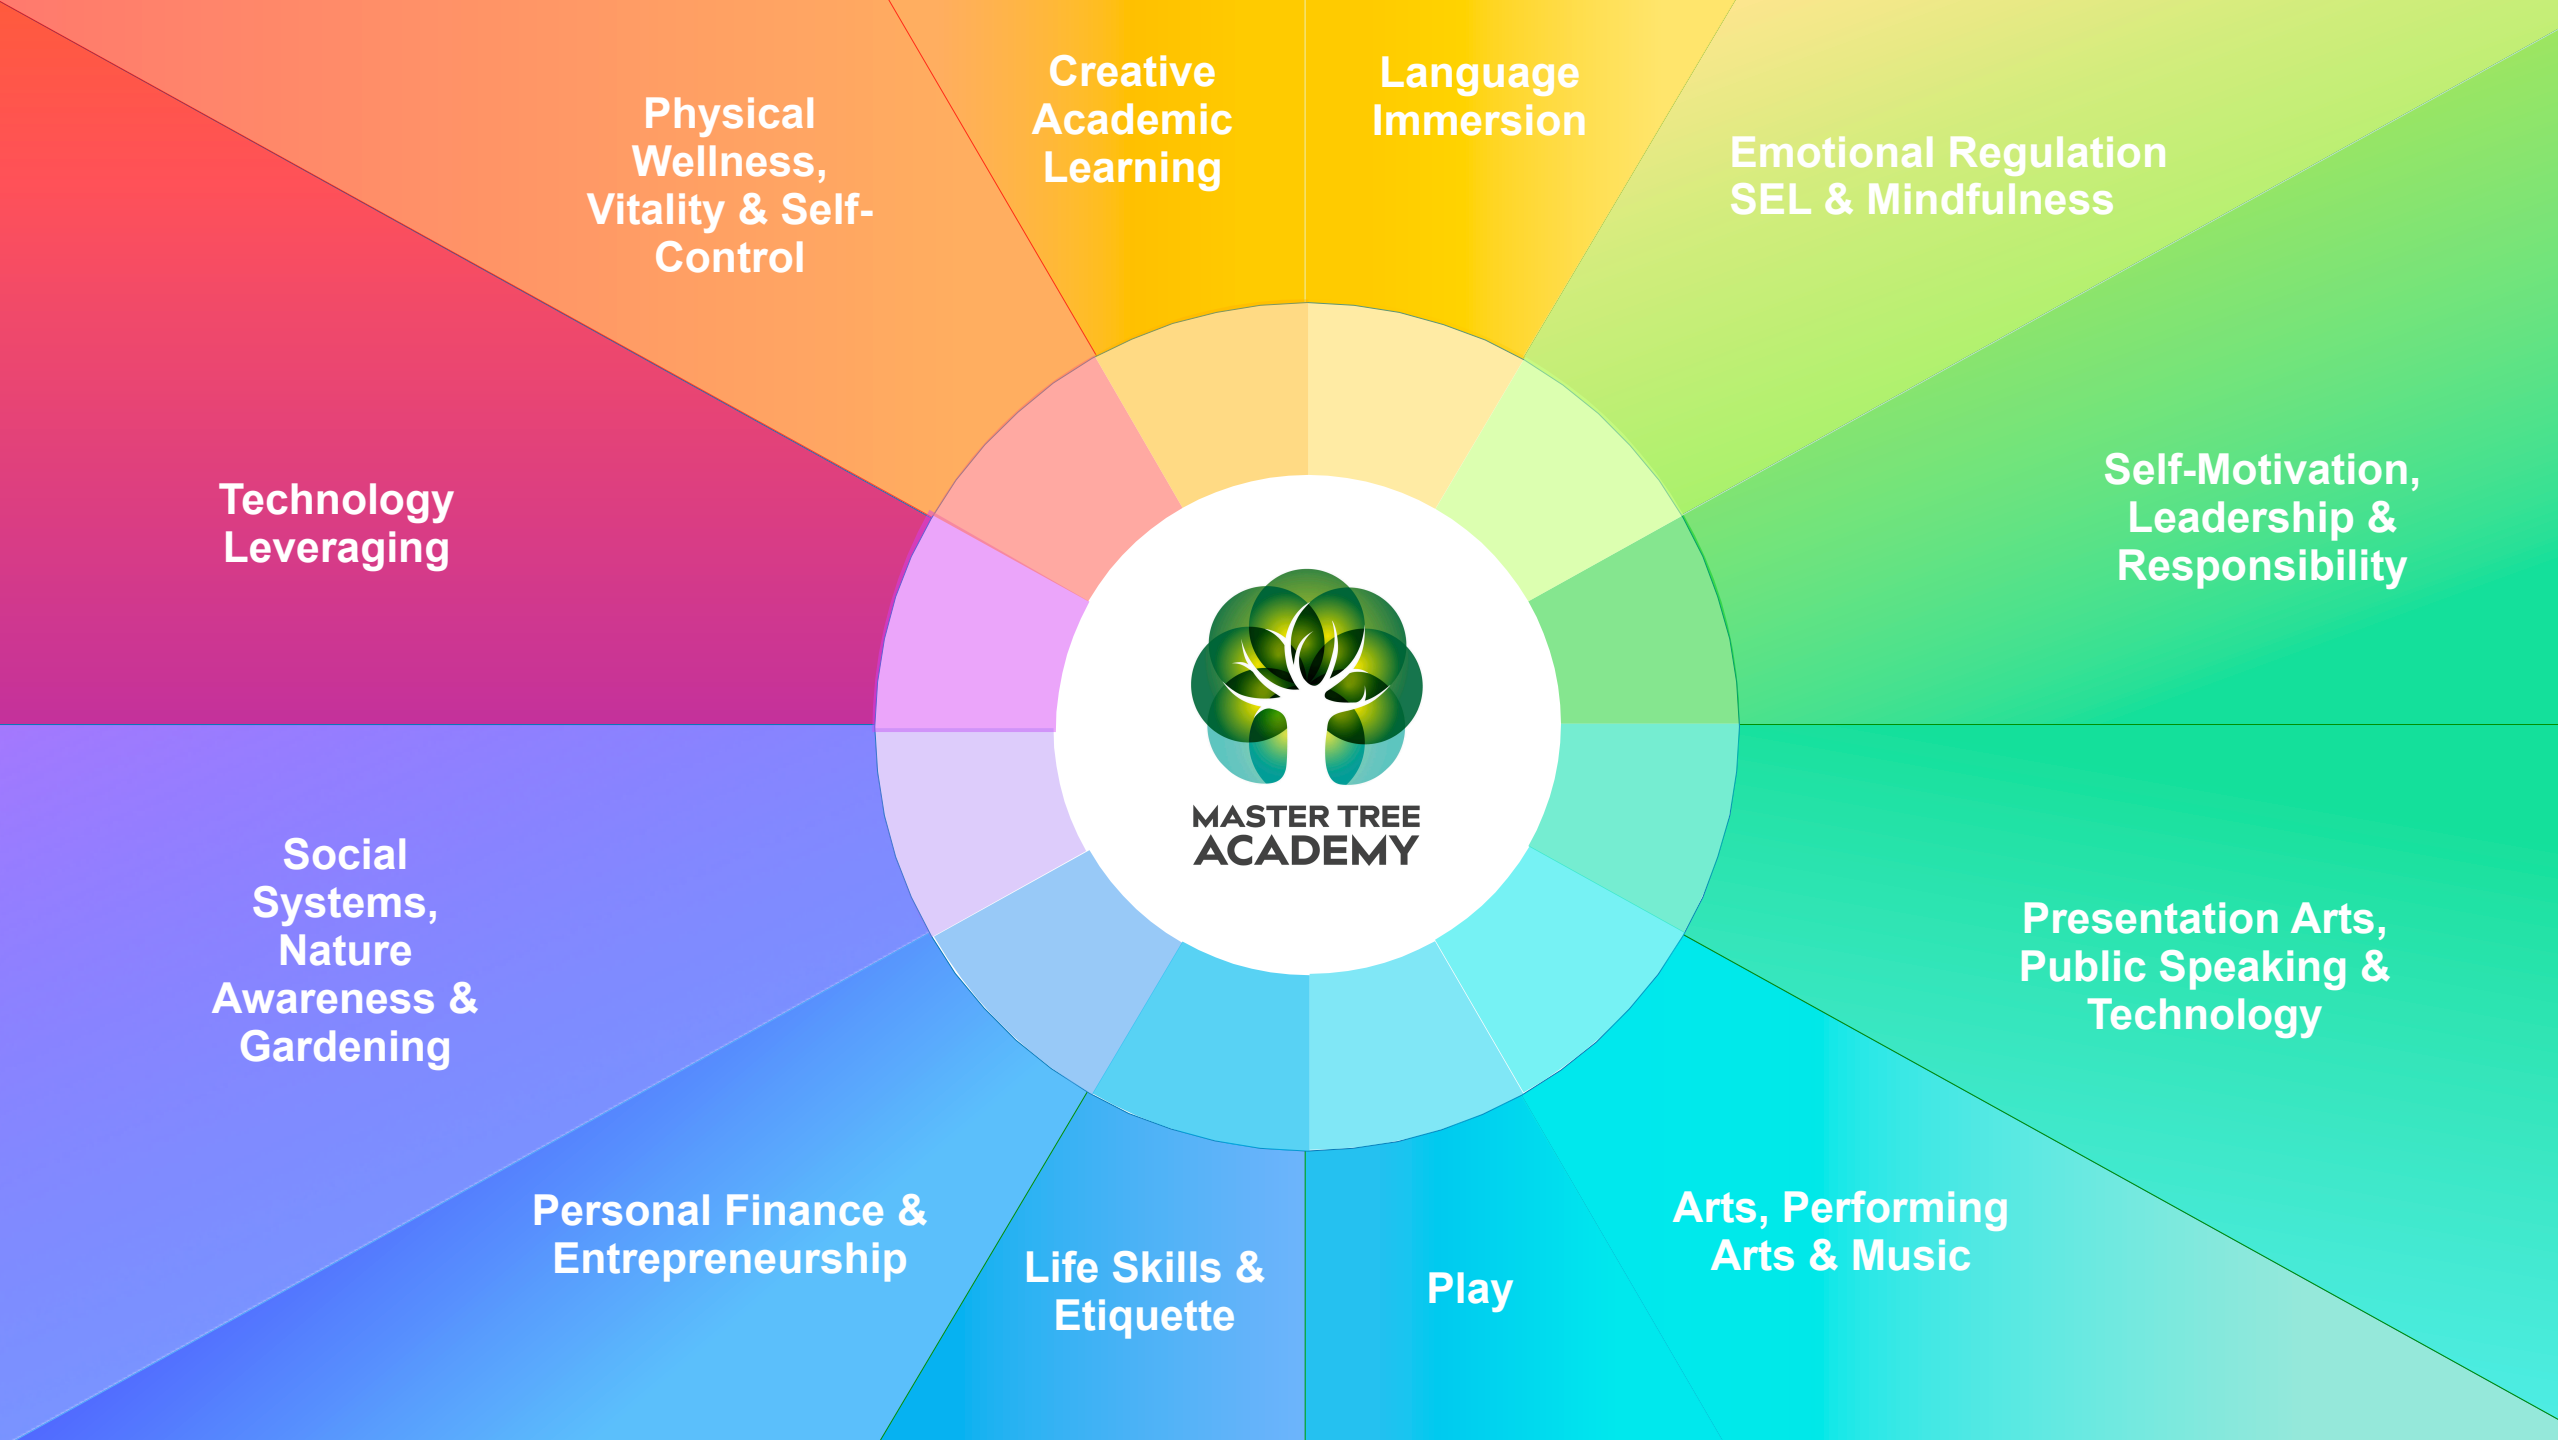 Creative
Academic
Learning
Language
Immersion
Emotional Regulation
SEL & Mindfulness
Self-Motivation,
Leadership &
Responsibility
Presentation Arts,
Public Speaking &
Technology
Arts, Performing
Arts & Music
Play
Life Skills &
Etiquette
Personal Finance &
Entrepreneurship
Social
Systems,
Nature
Awareness &
Gardening
Technology
Leveraging
Physical
Wellness,
Vitality & Self-
Control
MASTER TREE
ACADEMY